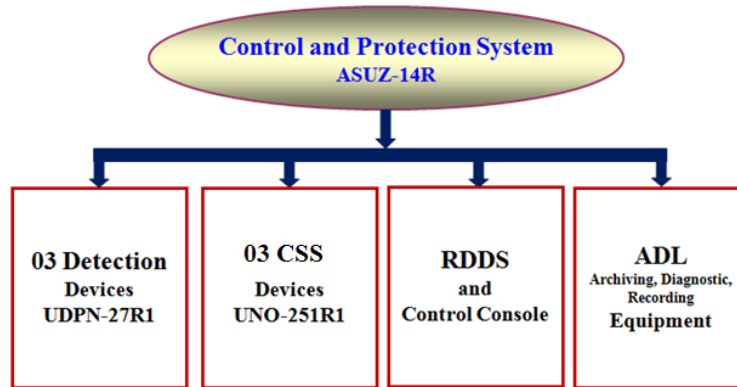 Control and Protection System
ASUZ-14R
03 Detection
Devices
UDPN-27R1
03 CSS
Devices
UNO-251R1
RDDS
and
Control Console
ADL
Archiving, Diagnostic,
Recording
Equipment